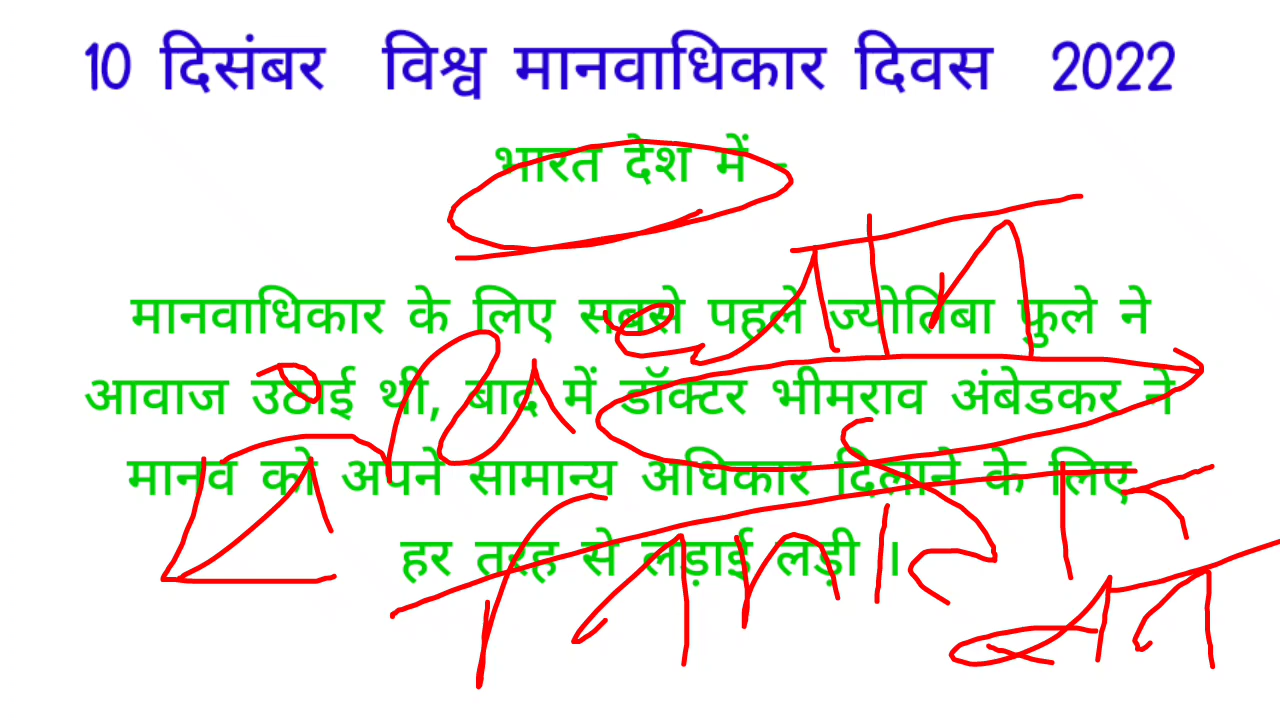 10 दिसंबर विश्व मानवाधिकार दिवस 2022
भारत देश में -
मानवाधिकार के लिए सबसे पहले ज्योतिबा फुले ने
आवाज उठाई थी, बाद में डॉक्टर भीमराव अंबेडकर ने
मानव को अपने सामान्य अधिकार दिलाने के लिए
हर तरह से लड़ाई लड़ी ।